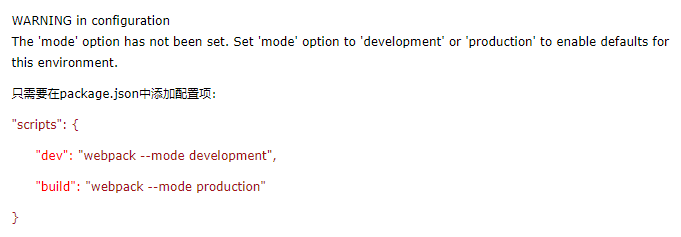 WARNING in configuration
The 'mode' option has not been set. Set 'mode' option to 'development' or 'production' to enable defaults for
this environment.
只需要在package.json中添加配置项:
"scripts": {
"dev": "webpack --mode development",
"build": "webpack --mode production"
}